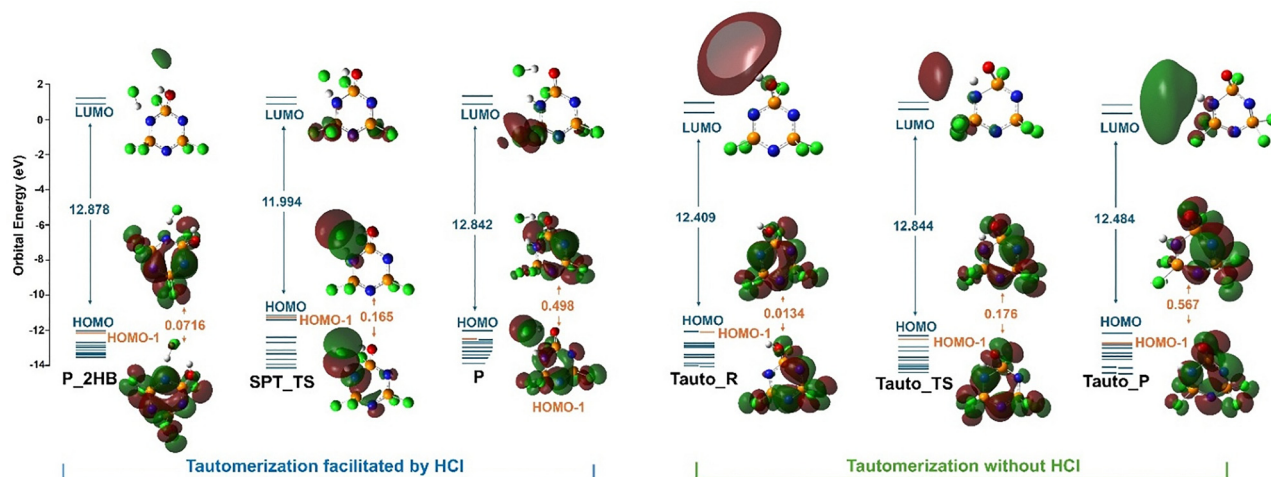 Orbital Energy (eV)
2
0
-2
-4
-6
-8
-10
-12
-14
LUMO
12.878
HOMO
HOMO-1
0.0716
P_2HB
LUMO
11.994
HOMO
HOMO-1
0.165
SPT_TS
LUMO
12.842
HOMO
0.498
HOMO-1
P
LUMO
12.409
HOMO
HOMO-1
0.0134
Tauto_R
LUMO
12.844
HOMO
HOMO-1
0.176
Tauto_TS
LUMO
12.484
HOMO
HOMO-1
0.567
Tauto_P
Tautomerization facilitated by HCl
Tautomerization without HCl